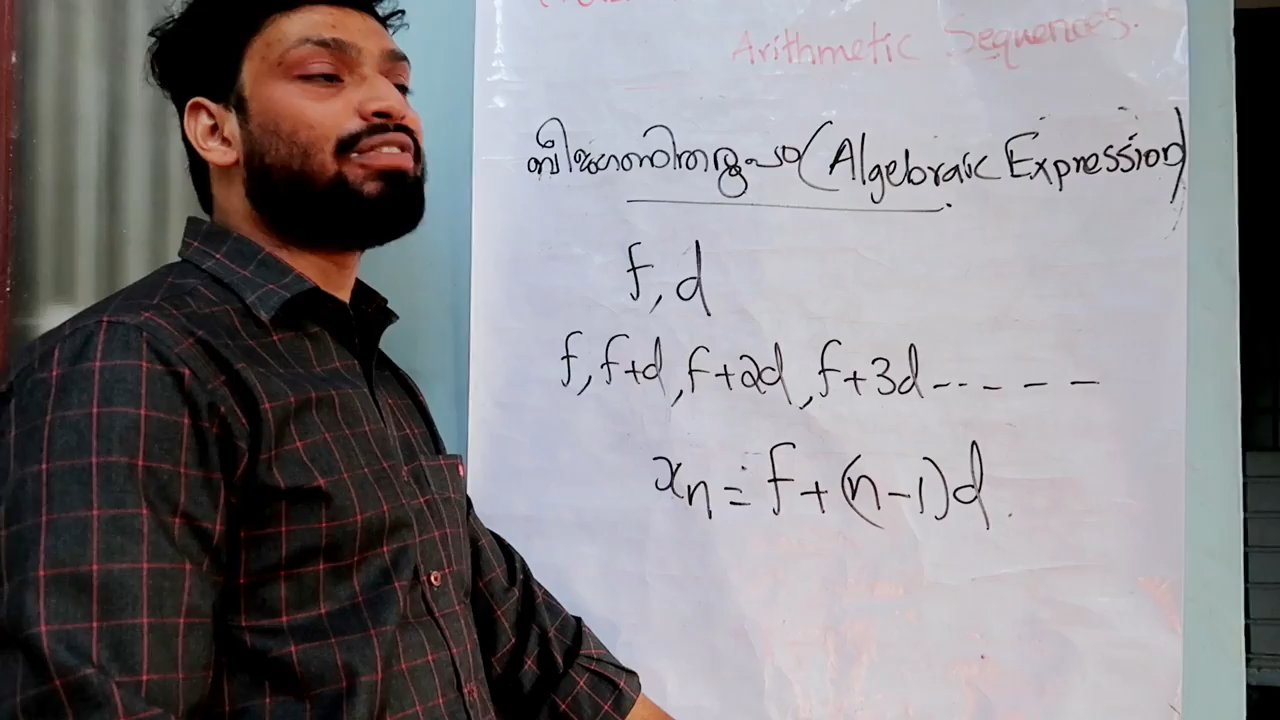 Arithmetic Sequences.
ബീജഗണിതരൂപം (Algebraic Expression)
f, d
f, f+d, f+2d, f+3d -------
xₙ = f+(n-1)d.